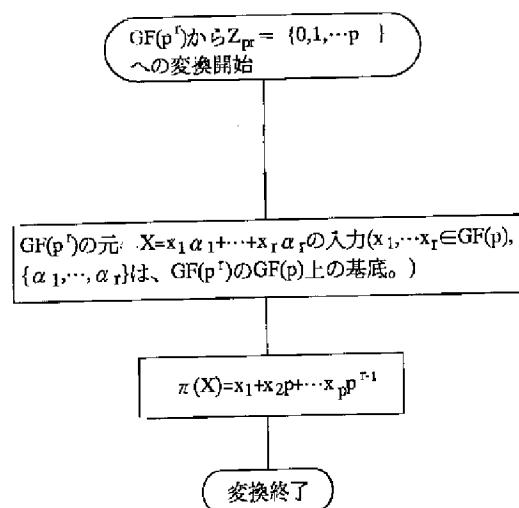 GF(pʳ)からZpr = {0,1,…p }
への変換開始
GF(pʳ)の元 X=x₁α₁+…+xᵣαᵣの入力(x₁,…xᵣ∈GF(p),
{α₁,…,αᵣ}は、GF(pʳ)のGF(p)上の基底。)
π(X)=x₁+x₂p+…xₚpʳ⁻¹
変換終了